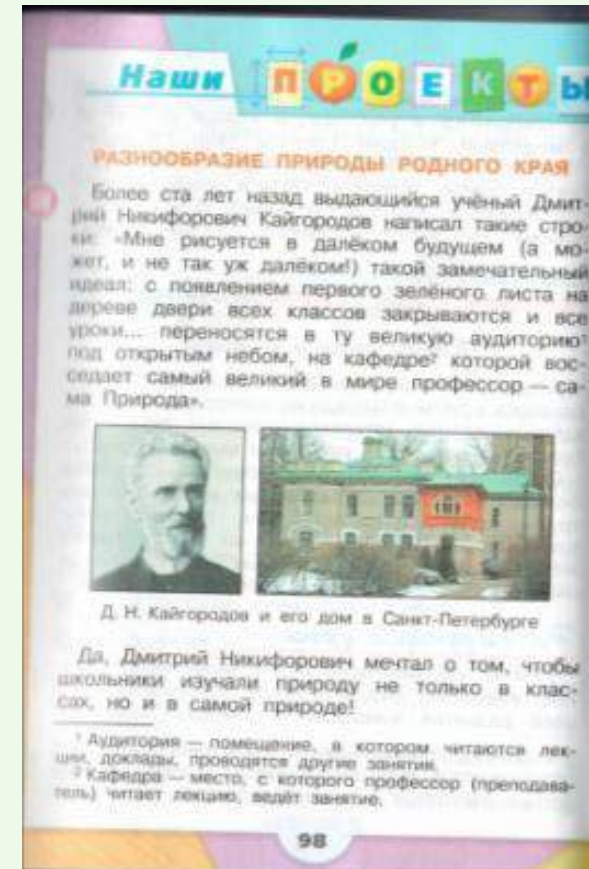 Наши ПРОЕКТЫ
РАЗНООБРАЗИЕ ПРИРОДЫ РОДНОГО КРАЯ
Более ста лет назад выдающийся учёный Дмит-
рий Никифорович Кайгородов написал такие стро-
ки: «Мне рисуется в далёком будущем (а мо-
жет, и не так уж далёком!) такой замечательный
идеал: с появлением первого зелёного листа на
дереве двери всех классов закрываются и все
уроки... переносятся в ту великую аудиторию¹
под открытым небом, на кафедре² которой вос-
седает самый великий в мире профессор — са-
ма Природа».
Д. Н. Кайгородов и его дом в Санкт-Петербурге
Да, Дмитрий Никифорович мечтал о том, чтобы
школьники изучали природу не только в клас-
сах, но и в самой природе!
¹ Аудитория — помещение, в котором читаются лек-
ции, доклады, проводятся другие занятия.
² Кафедра — место, с которого профессор (преподава-
тель) читает лекцию, ведёт занятие.
98